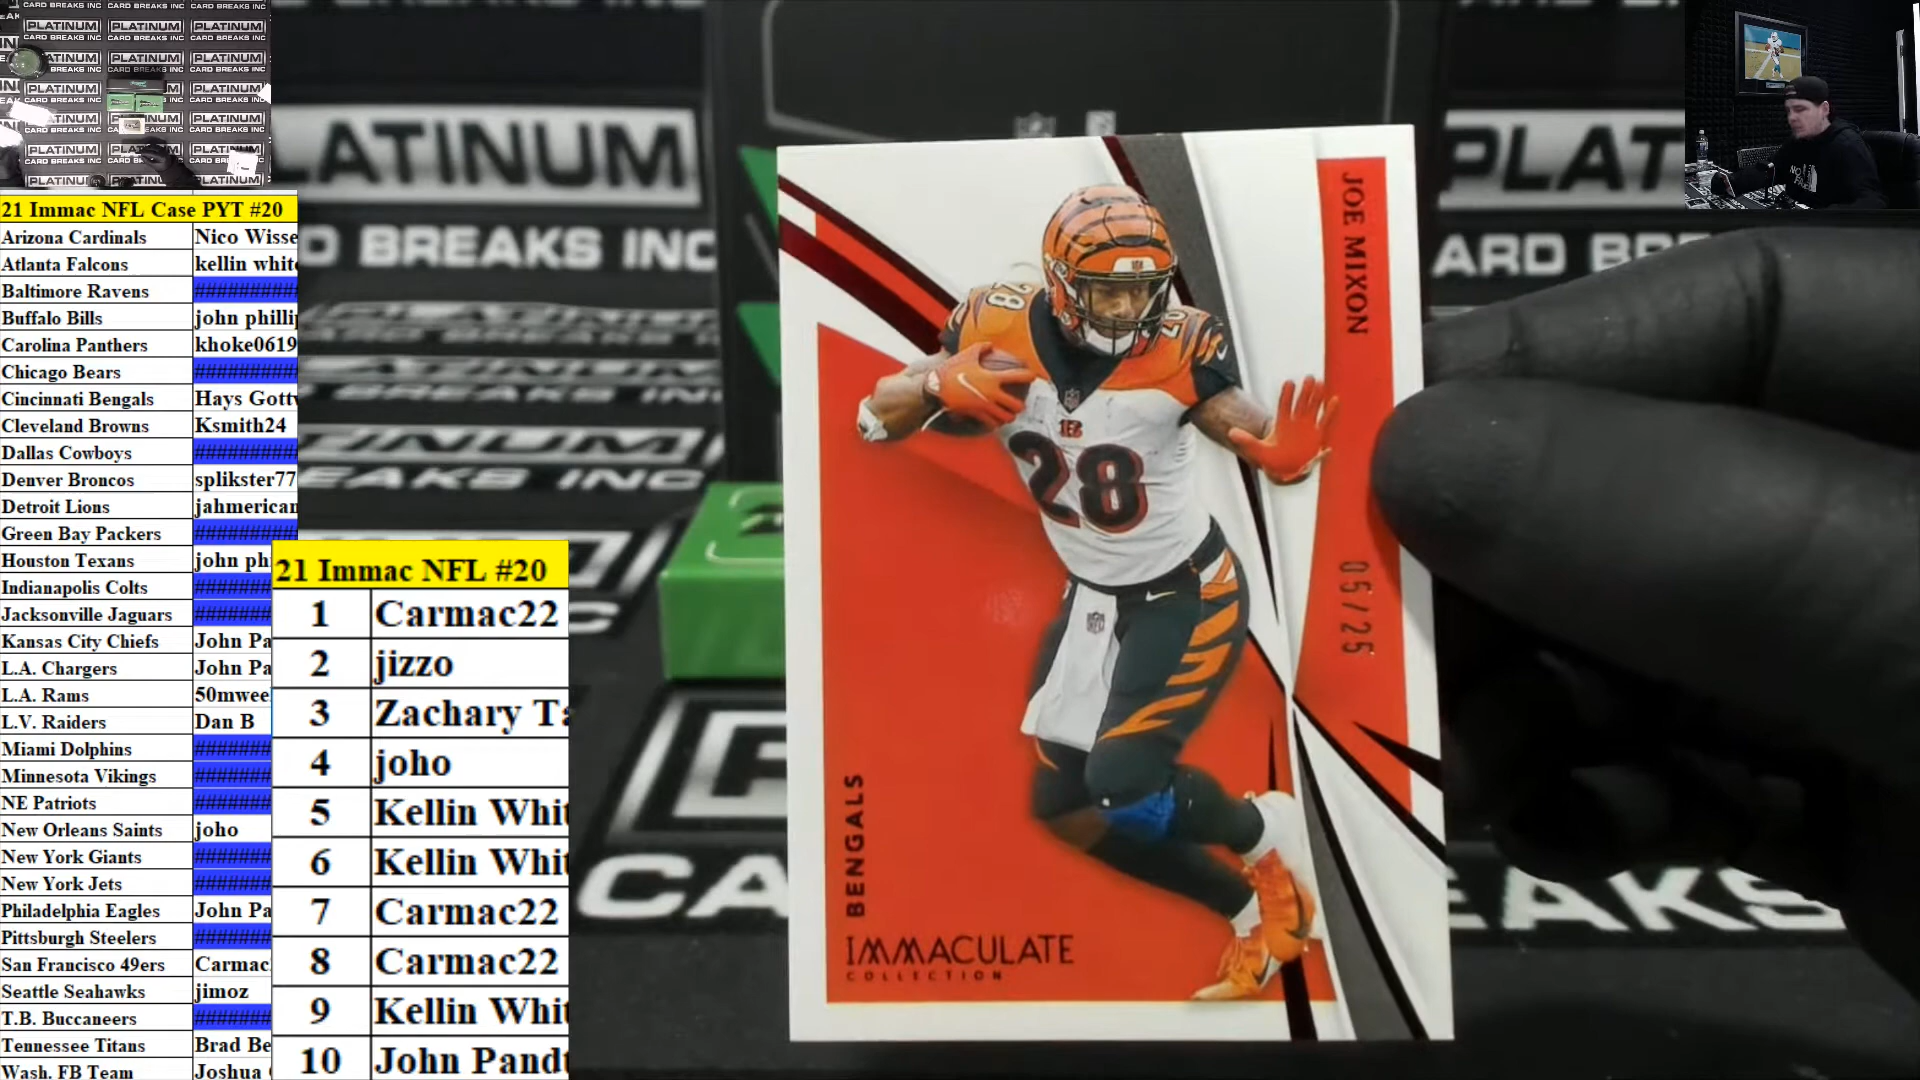 21 Immac NFL Case PYT #20
Arizona Cardinals Nico Wisse
Atlanta Falcons kellin white
Baltimore Ravens ##########
Buffalo Bills john phillip
Carolina Panthers khoke0619
Chicago Bears ##########
Cincinnati Bengals Hays Gottw
Cleveland Browns Ksmith24
Dallas Cowboys ##########
Denver Broncos splikster77
Detroit Lions jahmerican
Green Bay Packers ##########
Houston Texans john ph
Indianapolis Colts
Jacksonville Jaguars
Kansas City Chiefs John Pa
L.A. Chargers John Pa
L.A. Rams 50mwee
L.V. Raiders Dan B
Miami Dolphins
Minnesota Vikings
NE Patriots
New Orleans Saints joho
New York Giants
New York Jets
Philadelphia Eagles John Pa
Pittsburgh Steelers
San Francisco 49ers Carmac
Seattle Seahawks jimoz
T.B. Buccaneers
Tennessee Titans Brad Be
Wash. FB Team Joshua
21 Immac NFL #20
1 Carmac22
2 jizzo
3 Zachary Ta
4 joho
5 Kellin Whit
6 Kellin Whit
7 Carmac22
8 Carmac22
9 Kellin Whit
10 John Pandt
JOE MIXON
05/25
28
BENGALS
IMMACULATE
COLLECTION
PLATINUM
CARD BREAKS INC